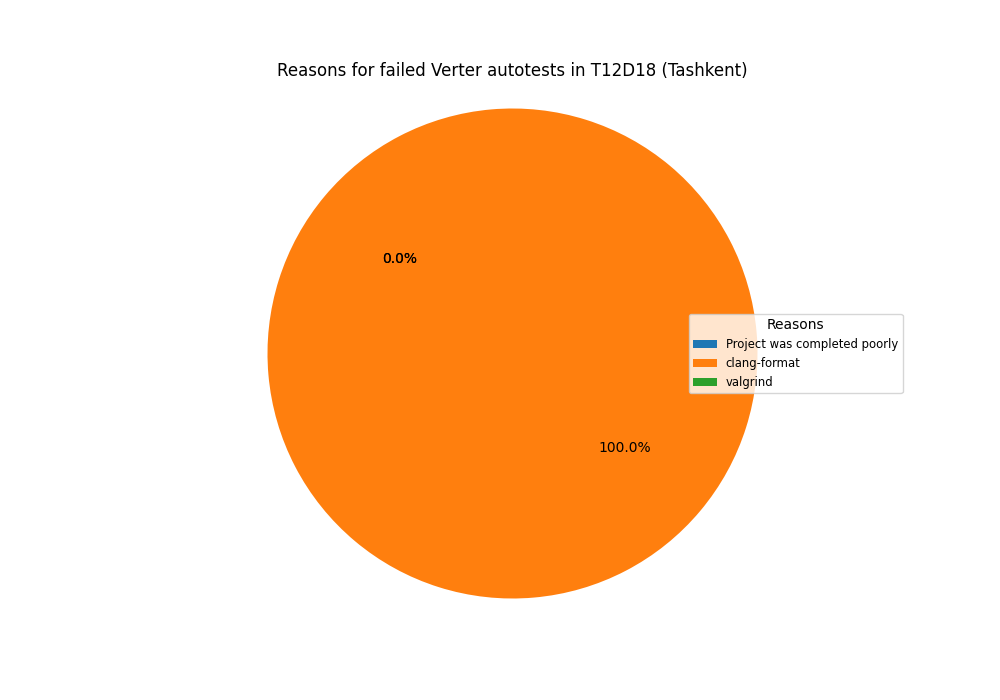 Reasons for failed Verter autotests in T12D18 (Tashkent)
0.0%
Reasons
Project was completed poorly
clang-format
valgrind
100.0%